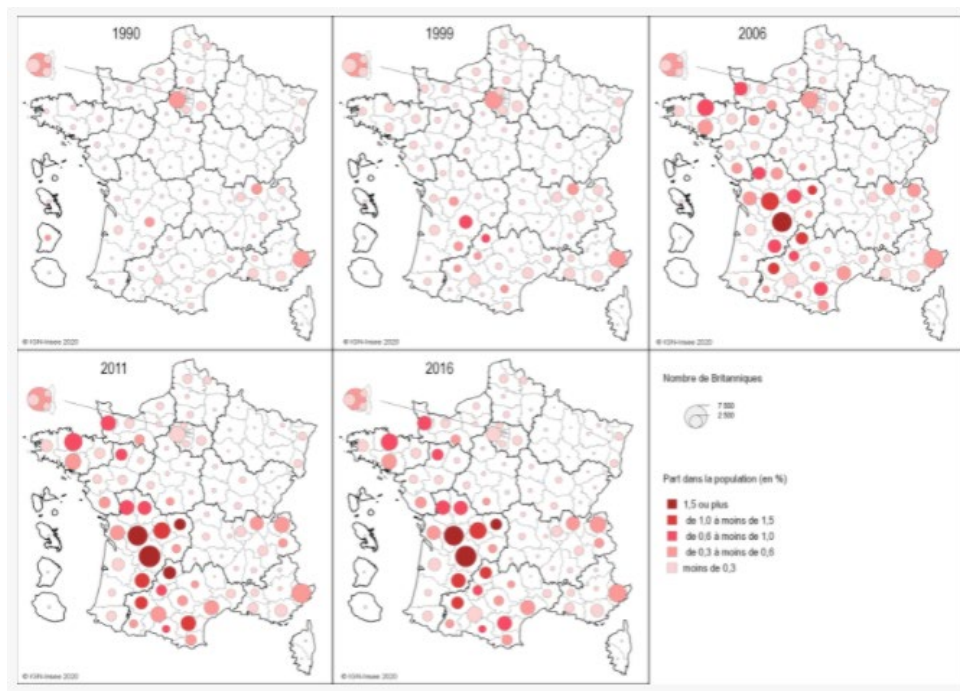 1990
1999
2006
© IGN-Insee 2020
© IGN-Insee 2020
© IGN-Insee 2020
2011
2016
Nombre de Britanniques
7 500
2 500
Part dans la population (en %)
1,5 ou plus
de 1,0 à moins de 1,5
de 0,6 à moins de 1,0
de 0,3 à moins de 0,6
moins de 0,3
© IGN-Insee 2020
© IGN-Insee 2020